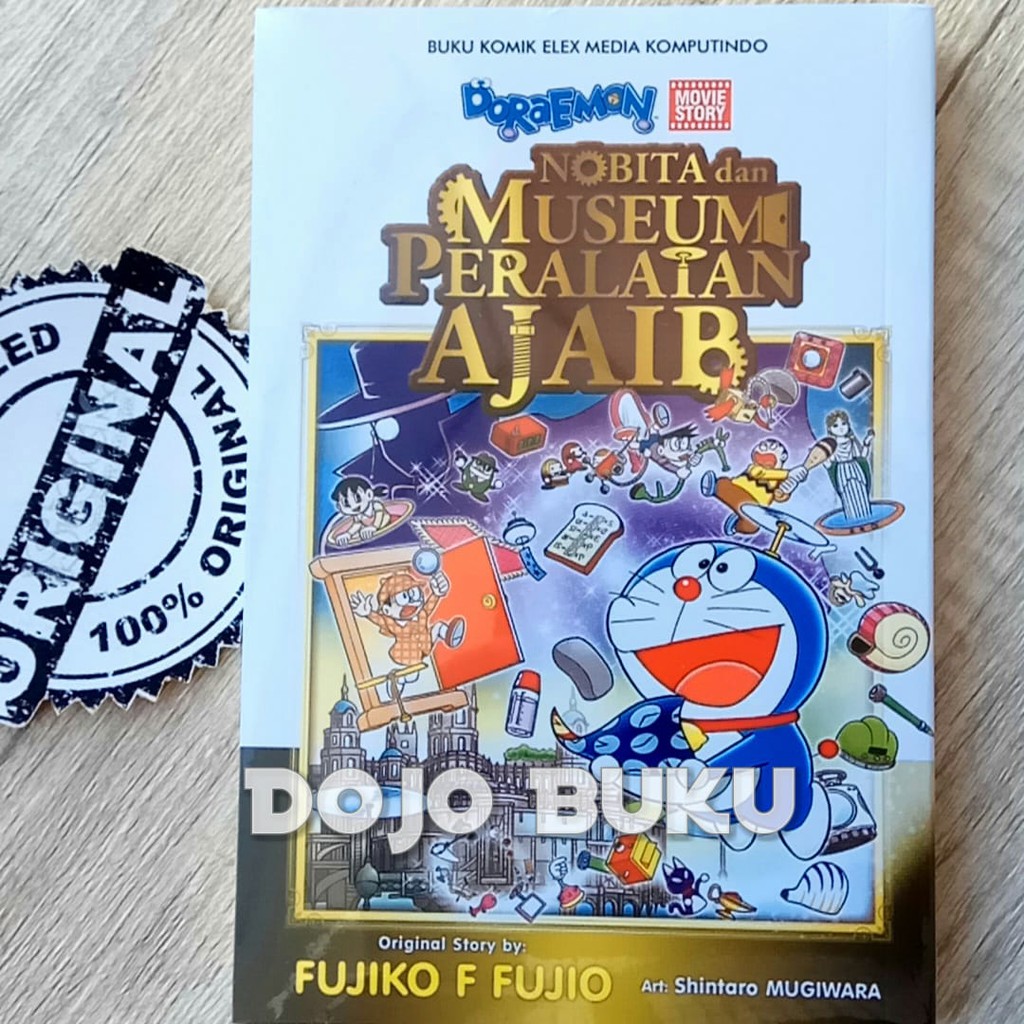 BUKU KOMIK ELEX MEDIA KOMPUTINDO
DORAEMON
MOVIE
STORY
NOBITA dan
MUSEUM
PERALATAN
AJAIB
ORIGINAL
100% ORIGINAL
DOJO BUKU
Original Story by:
FUJIKO F FUJIO
Art: Shintaro MUGIWARA